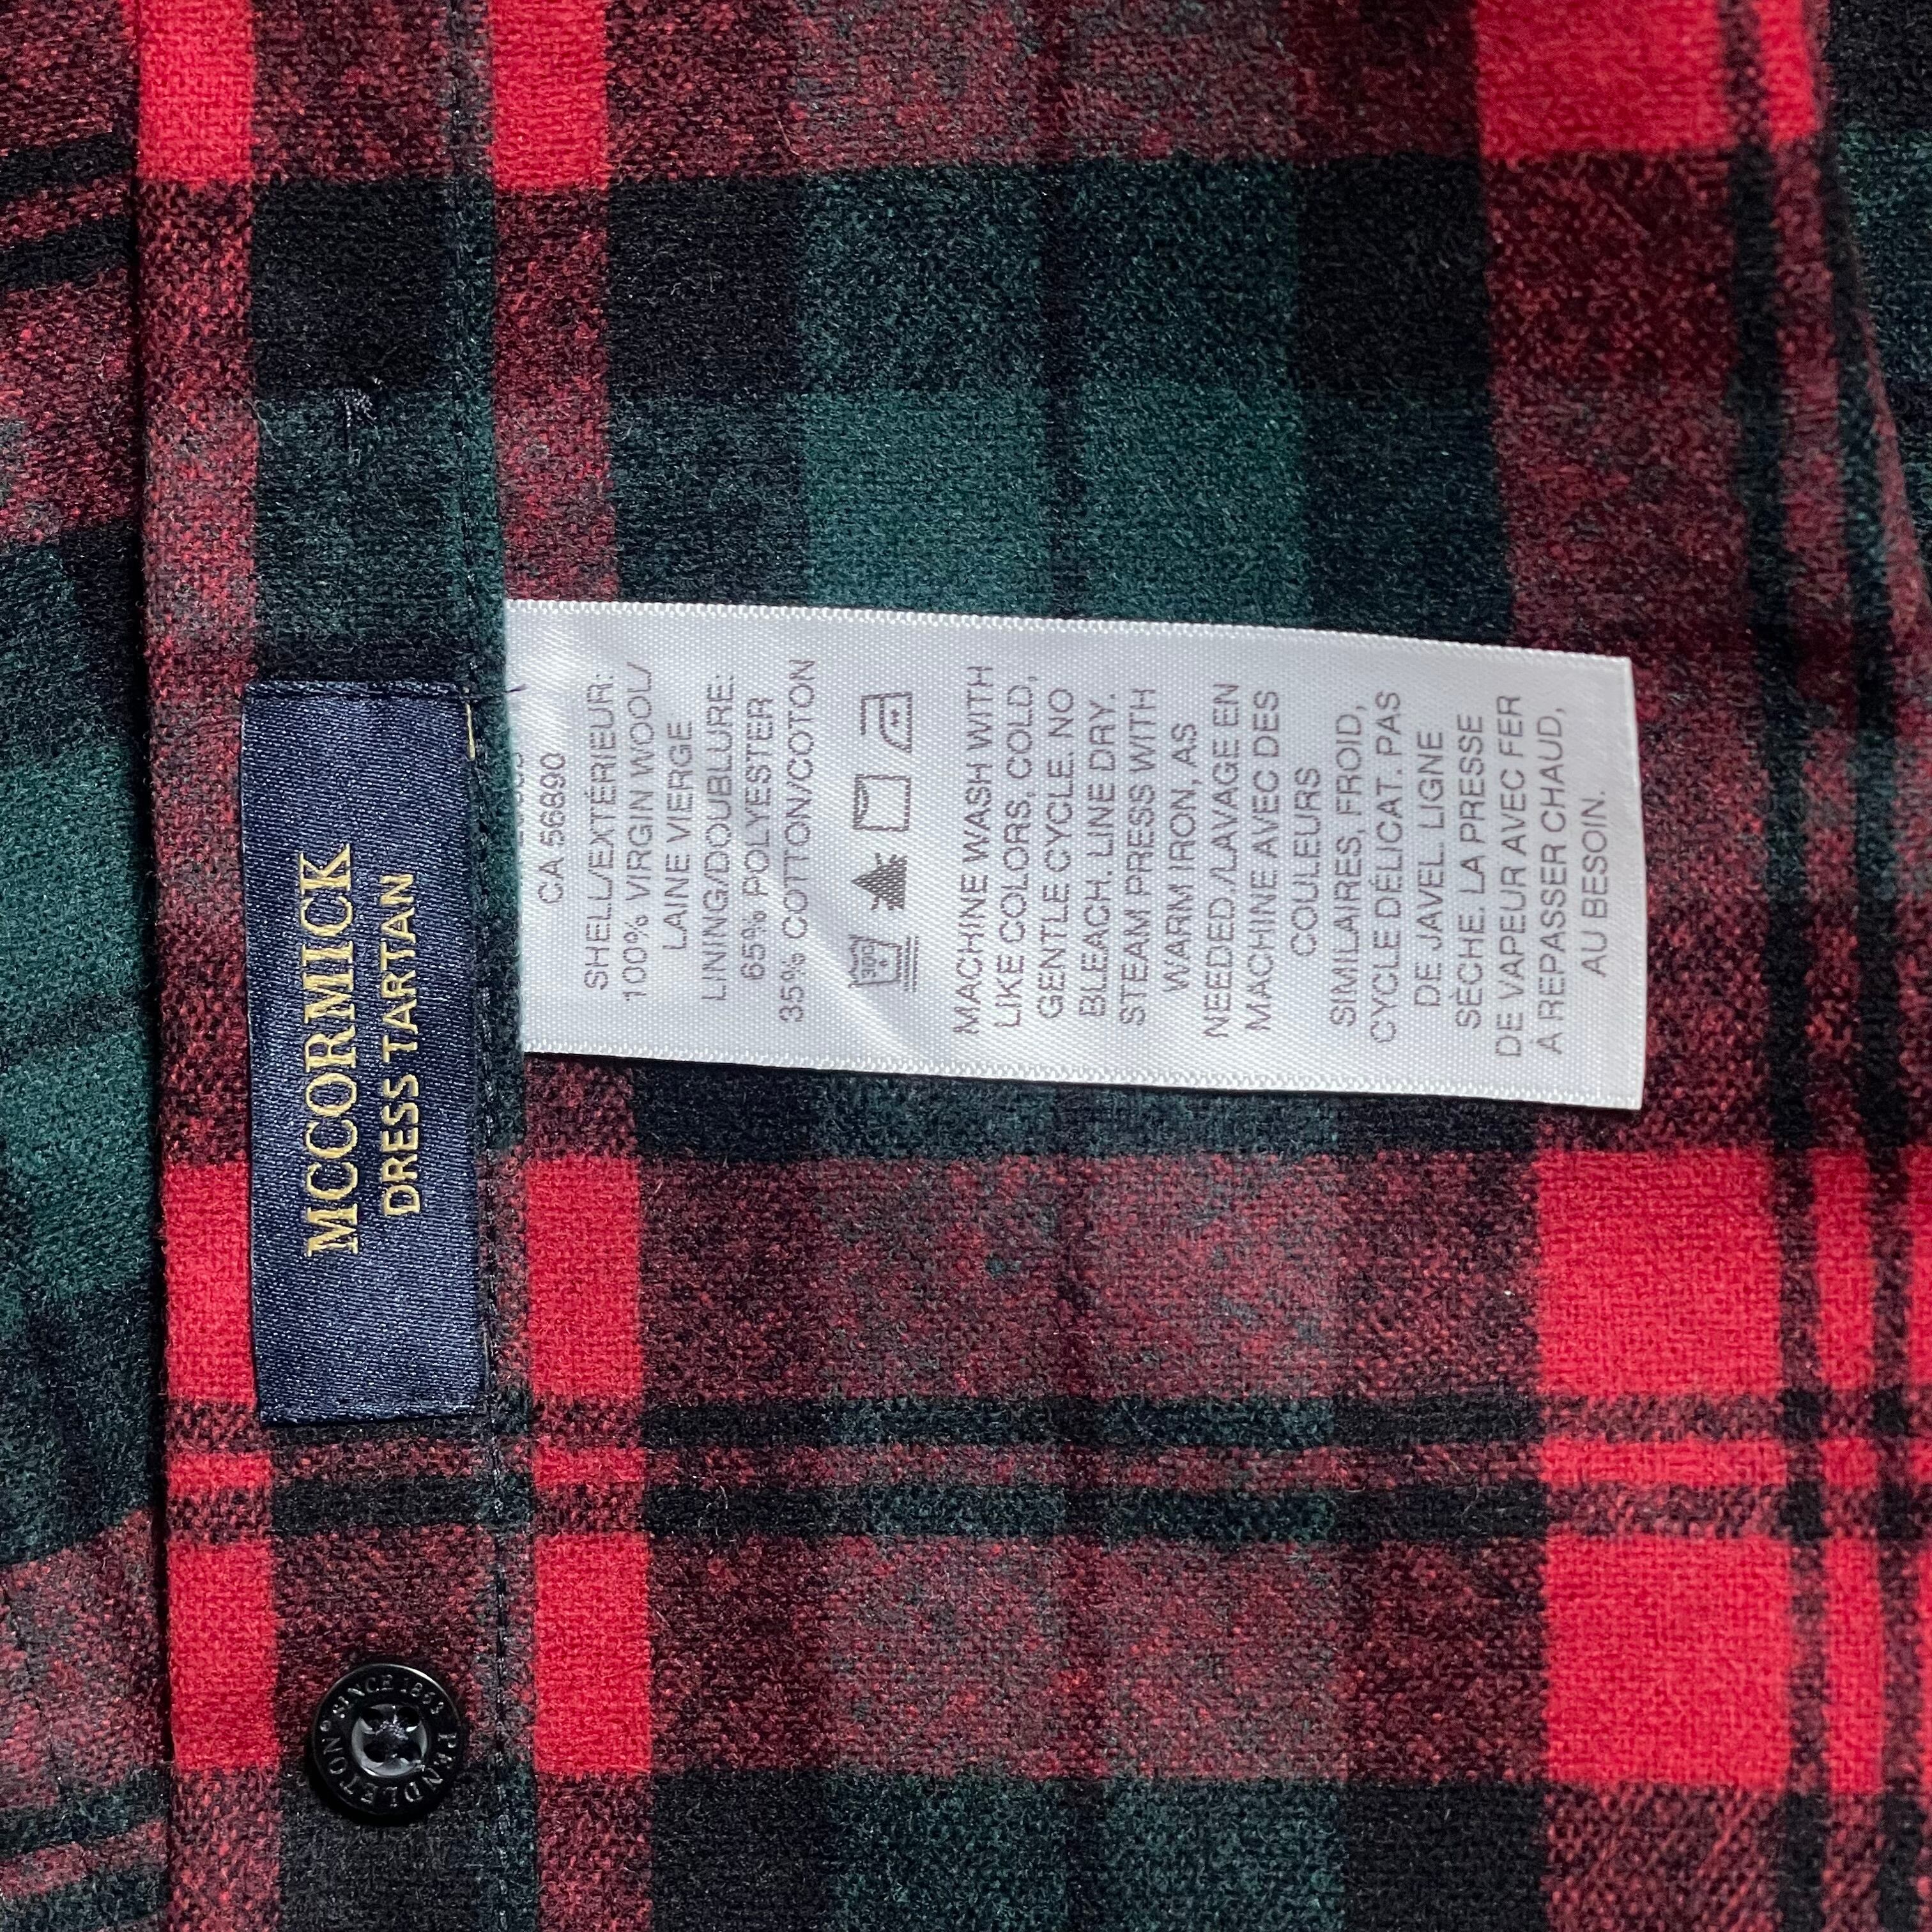 MCCORMICK
DRESS TARTAN
CA 56890
SHELL/EXTÉRIEUR:
100% VIRGIN WOOL/
LAINE VIERGE
LINING/DOUBLURE:
65% POLYESTER
35% COTTON/COTON
30C
MACHINE WASH WITH
LIKE COLORS, COLD,
GENTLE CYCLE. NO
BLEACH. LINE DRY.
STEAM PRESS WITH
WARM IRON, AS
NEEDED./LAVAGE EN
MACHINE AVEC DES
COULEURS
SIMILAIRES, FROID,
CYCLE DÉLICAT. PAS
DE JAVEL. LIGNE
SÈCHE. LA PRESSE
DE VAPEUR AVEC FER
À REPASSER CHAUD,
AU BESOIN.
PENDLETON® SINCE 1863